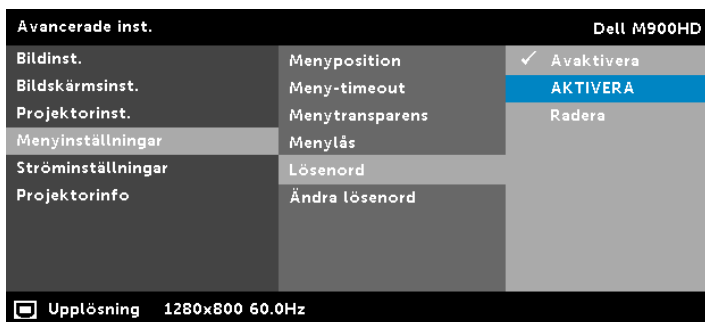 Avancerade inst.
Dell M900HD
Bildinst.
Bildskärmsinst.
Projektorinst.
Menyinställningar
Ströminställningar
Projektorinfo
Menyposition
Meny-timeout
Menytransparens
Menylås
Lösenord
Ändra lösenord
✓ Avaktivera
AKTIVERA
Radera
Upplösning 1280x800 60.0Hz